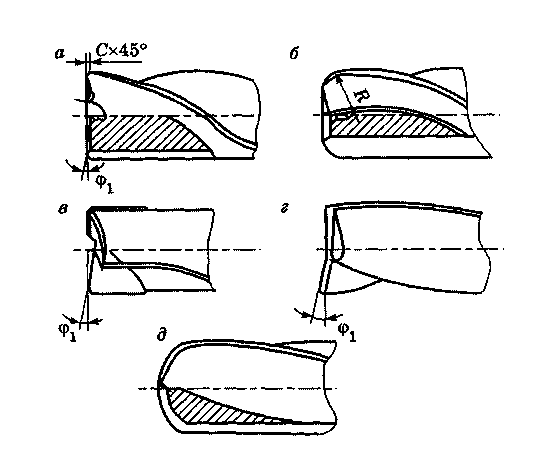 а C×45° б
R
φ₁
в г
φ₁ φ₁
д